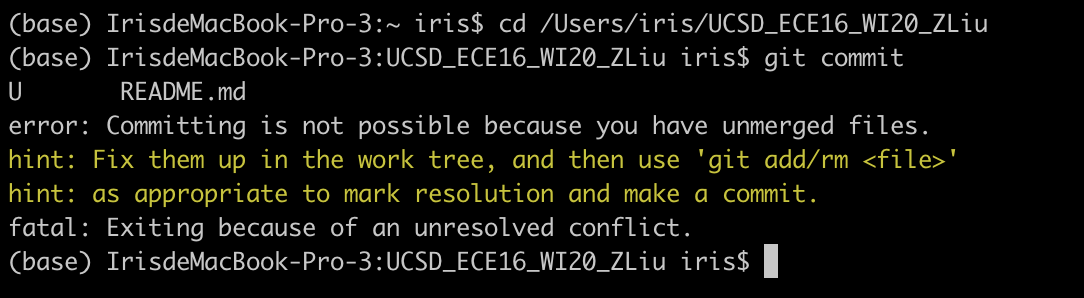 (base) IrisdeMacBook-Pro-3:~ iris$ cd /Users/iris/UCSD_ECE16_WI20_ZLiu
(base) IrisdeMacBook-Pro-3:UCSD_ECE16_WI20_ZLiu iris$ git commit
U       README.md
error: Committing is not possible because you have unmerged files.
hint: Fix them up in the work tree, and then use 'git add/rm <file>'
hint: as appropriate to mark resolution and make a commit.
fatal: Exiting because of an unresolved conflict.
(base) IrisdeMacBook-Pro-3:UCSD_ECE16_WI20_ZLiu iris$